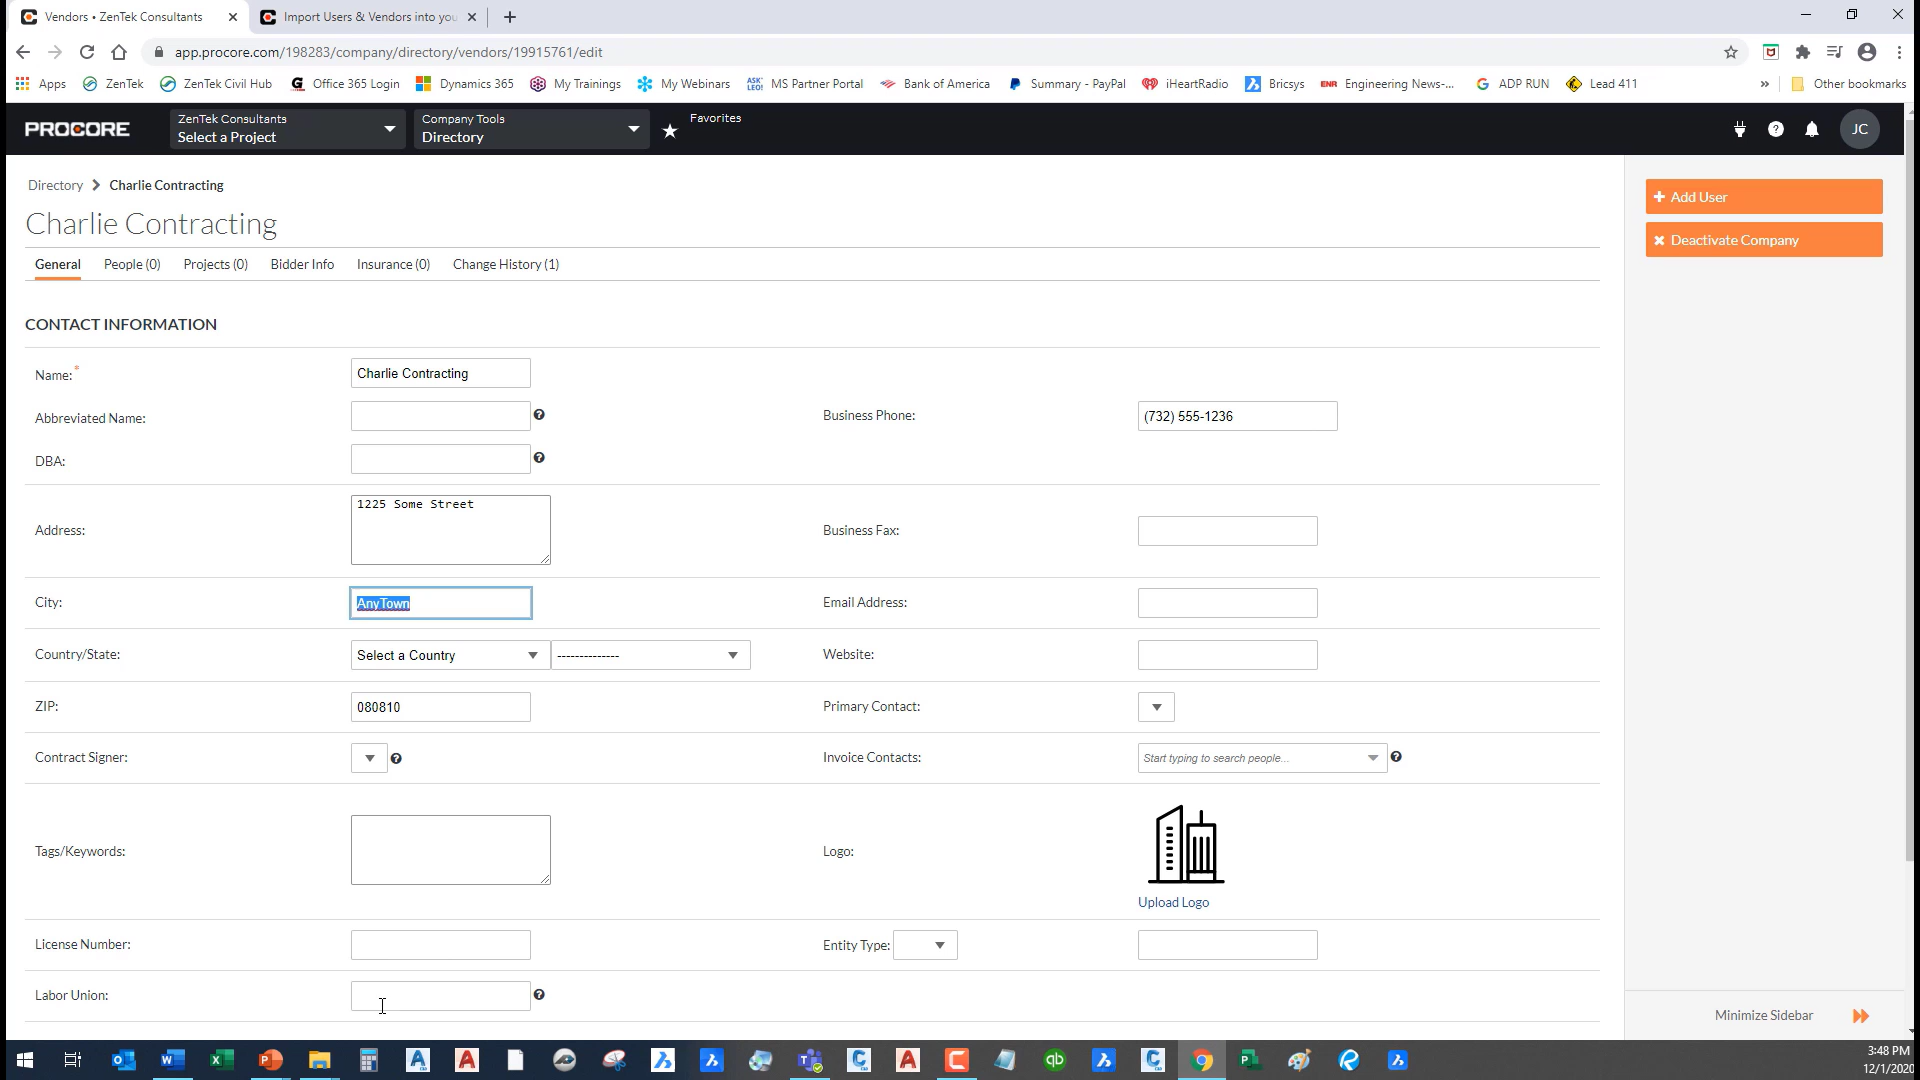 Vendors • ZenTek Consultants
Import Users & Vendors into you
app.procore.com/198283/company/directory/vendors/19915761/edit
Apps
ZenTek
ZenTek Civil Hub
Office 365 Login
Dynamics 365
My Trainings
My Webinars
ASK LEO!
MS Partner Portal
Bank of America
Summary - PayPal
iHeartRadio
Bricsys
ENR
Engineering News-...
ADP RUN
Lead 411
»
Other bookmarks
PROCORE
ZenTek Consultants
Select a Project
Company Tools
Directory
Favorites
JC
Directory > Charlie Contracting
Charlie Contracting
+ Add User
Deactivate Company
General
People (0)
Projects (0)
Bidder Info
Insurance (0)
Change History (1)
CONTACT INFORMATION
Name:*
Charlie Contracting
Abbreviated Name:
Business Phone:
(732) 555-1236
DBA:
Address:
1225 Some Street
Business Fax:
City:
AnyTown
Email Address:
Country/State:
Select a Country
--------------
Website:
ZIP:
080810
Primary Contact:
Contract Signer:
Invoice Contacts:
Start typing to search people...
Tags/Keywords:
Logo:
Upload Logo
License Number:
Entity Type:
Labor Union:
Minimize Sidebar
3:48 PM
12/1/2020